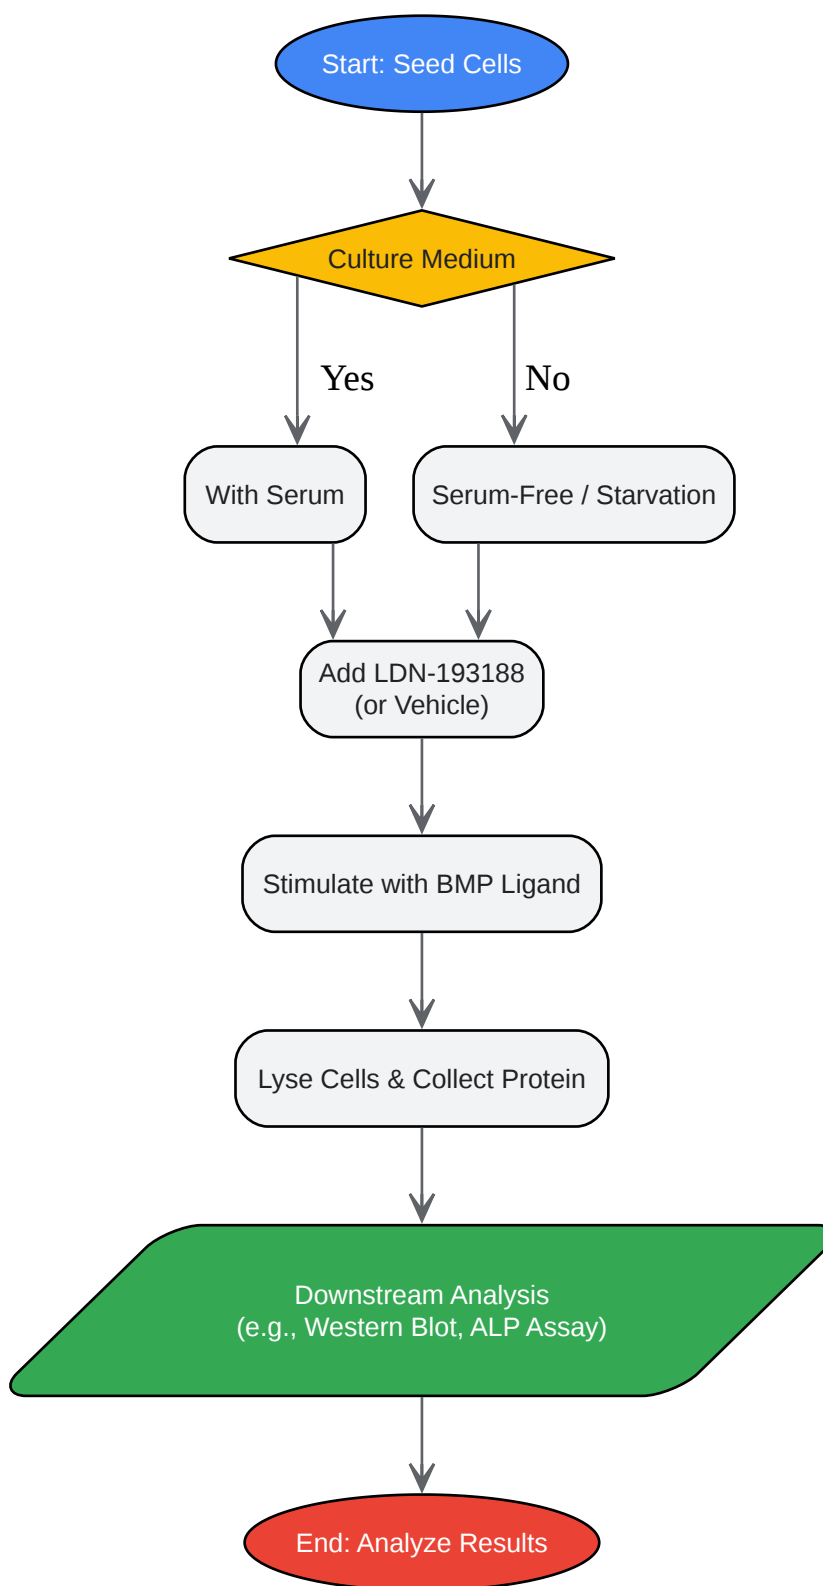 Start: Seed Cells
Culture Medium
Yes
No
With Serum
Serum-Free / Starvation
Add LDN-193188
(or Vehicle)
Stimulate with BMP Ligand
Lyse Cells & Collect Protein
Downstream Analysis
(e.g., Western Blot, ALP Assay)
End: Analyze Results